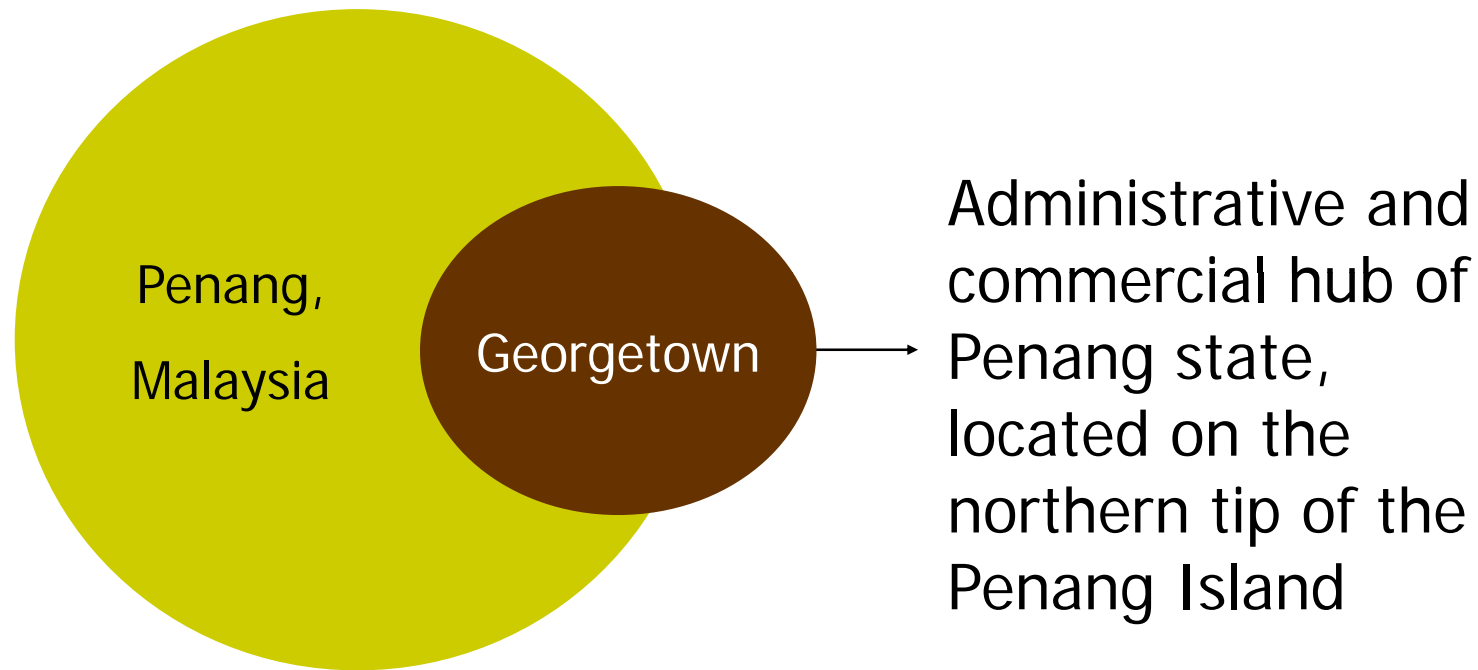 Penang,
Malaysia
Georgetown
Administrative and
commercial hub of
Penang state,
located on the
northern tip of the
Penang Island